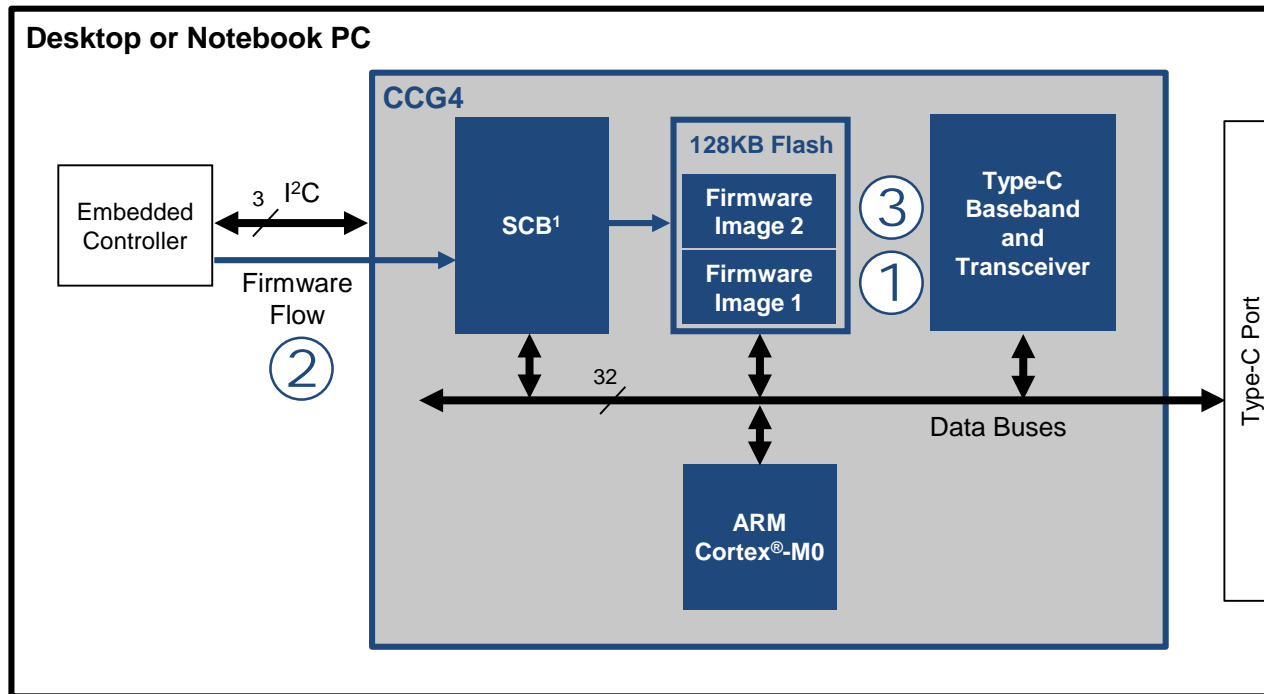 Desktop or Notebook PC
CCG4
128KB Flash
Type-C
Baseband
and
Transceiver
Firmware
Image 2
3
SCB¹
3
I²C
Embedded
Controller
Firmware
Image 1
1
Firmware
Flow
2
32
Data Buses
Type-C Port
ARM
Cortex®-M0